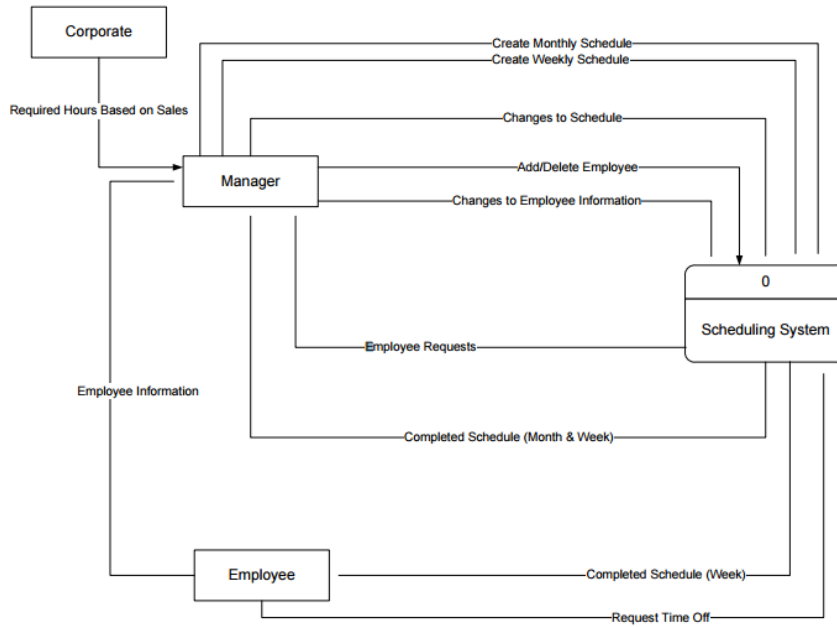 Corporate
Create Monthly Schedule
Create Weekly Schedule
Required Hours Based on Sales
Changes to Schedule
Manager
Add/Delete Employee
Changes to Employee Information
0
Scheduling System
Employee Requests
Employee Information
Completed Schedule (Month & Week)
Employee
Completed Schedule (Week)
Request Time Off